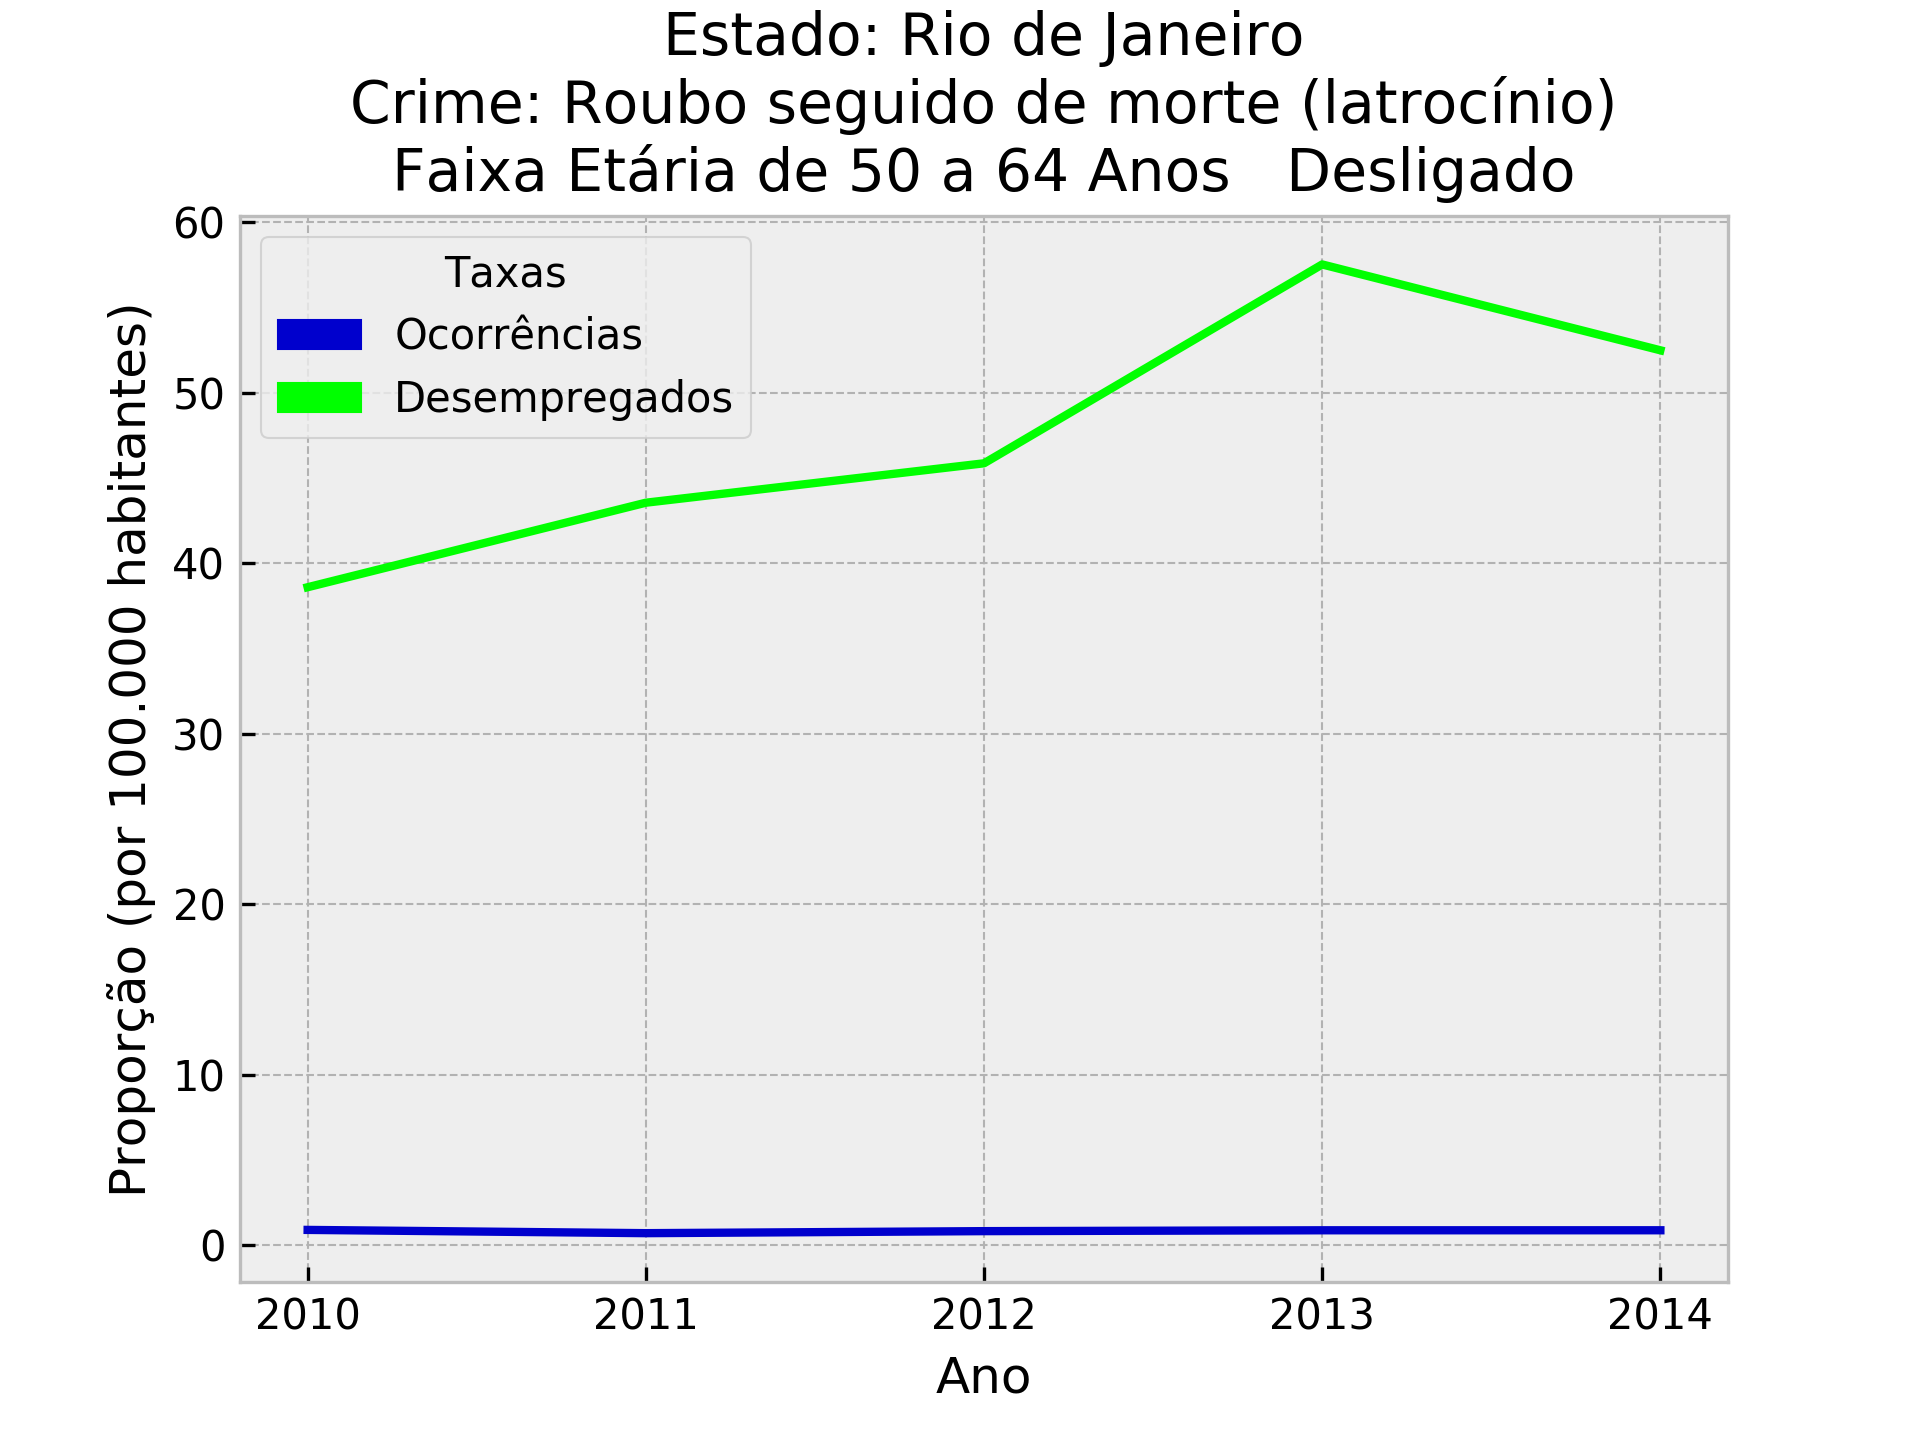 Estado: Rio de Janeiro
Crime: Roubo seguido de morte (latrocínio)
Faixa Etária de 50 a 64 Anos   Desligado
Taxas
Ocorrências
Desempregados
Proporção (por 100.000 habitantes)
60
50
40
30
20
10
0
2010 2011 2012 2013 2014
Ano